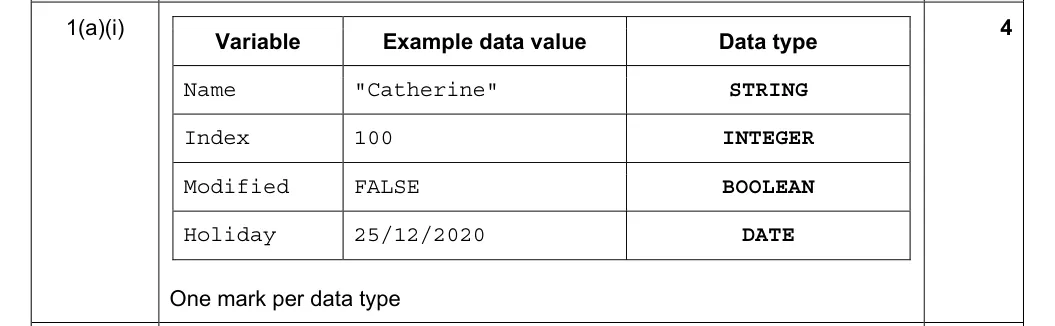 1(a)(i)
Variable Example data value Data type
4
Name "Catherine" STRING
Index 100 INTEGER
Modified FALSE BOOLEAN
Holiday 25/12/2020 DATE
One mark per data type